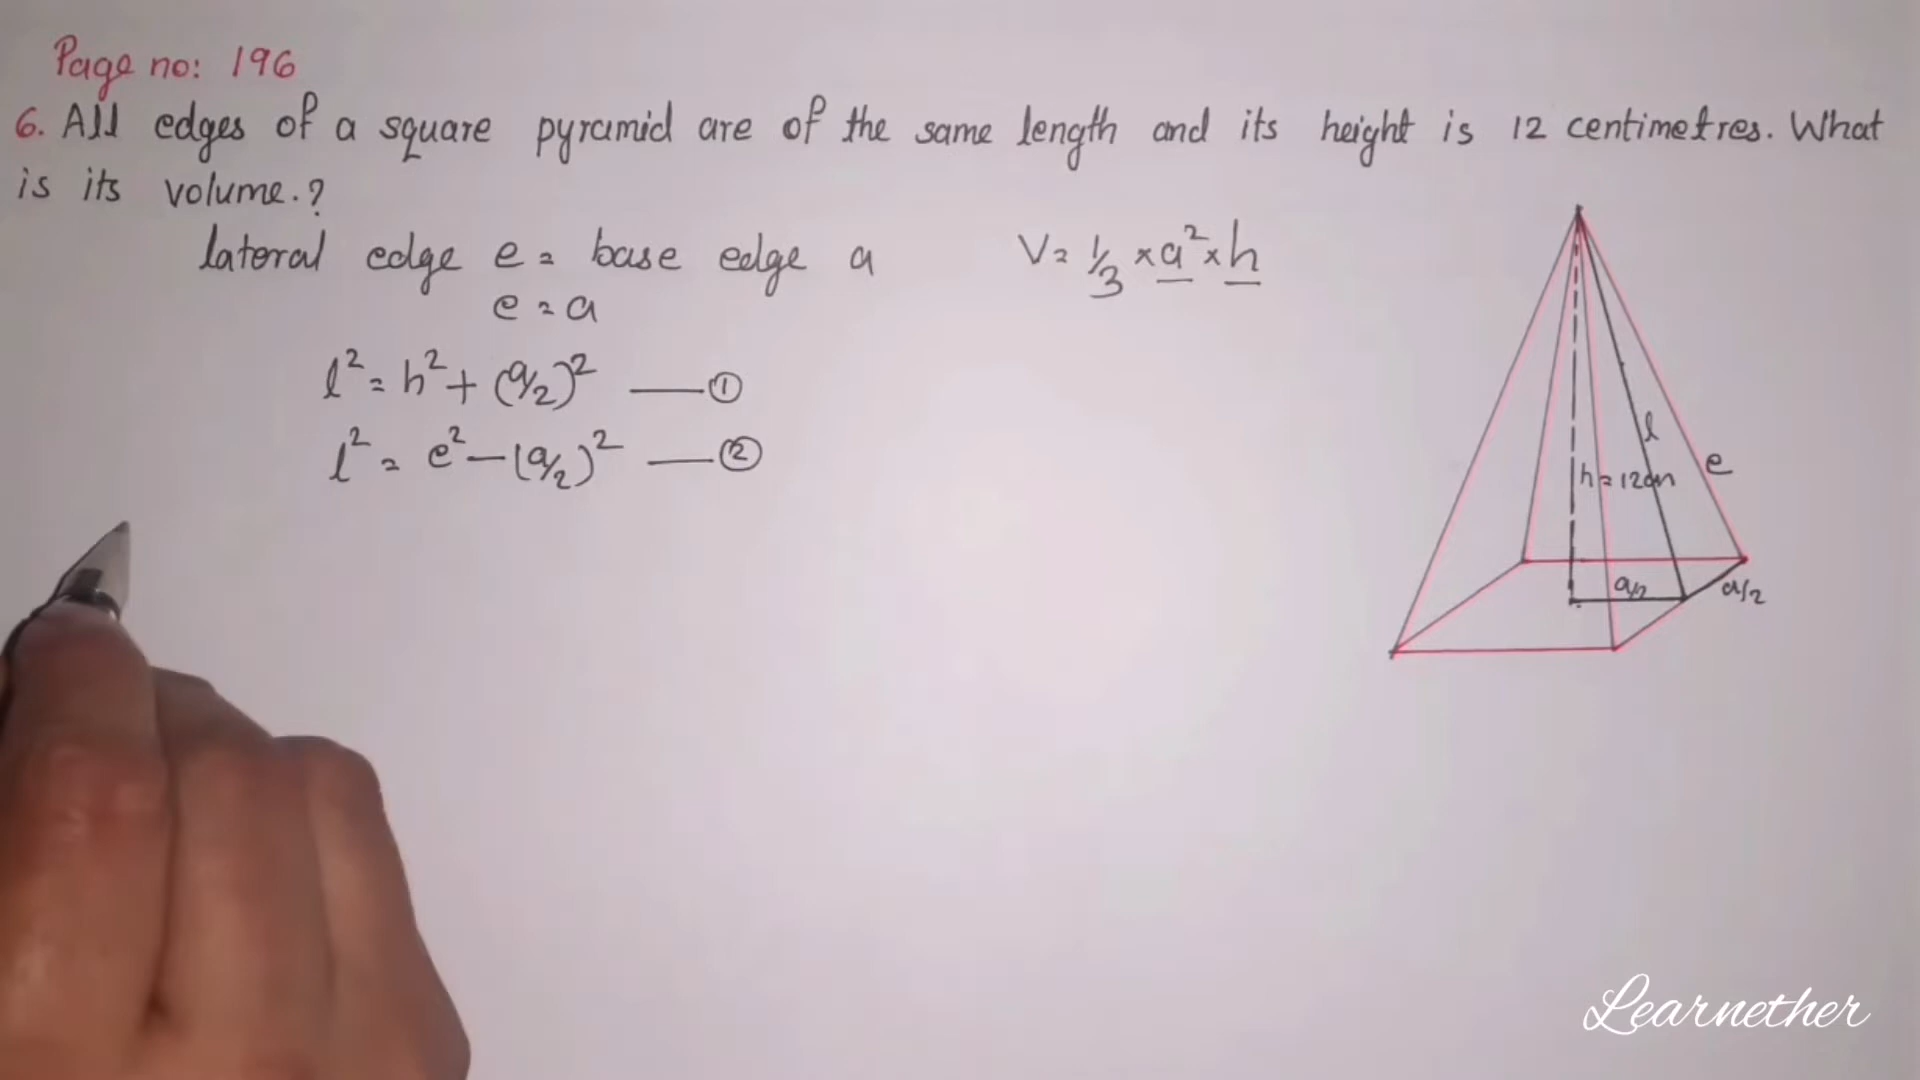 Page no: 196
6. All edges of a square pyramid are of the same length and its height is 12 centimetres. What
is its volume.?
lateral edge e = base edge a
V = 1/3 × a² × h
e = a
l² = h² + (a/2)² —— ①
l² = e² - (a/2)² —— ②
l
e
h = 12cm
a/2
a/2
Learnether